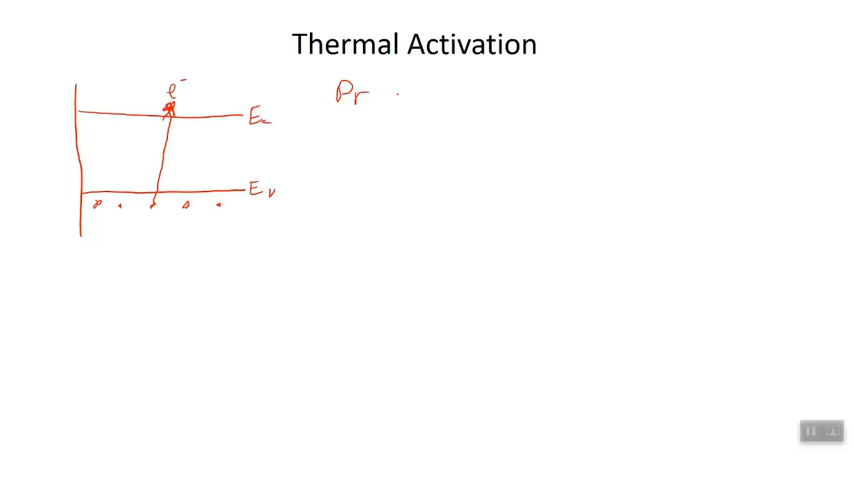 Thermal Activation
e⁻
Pr
Ec
Ev